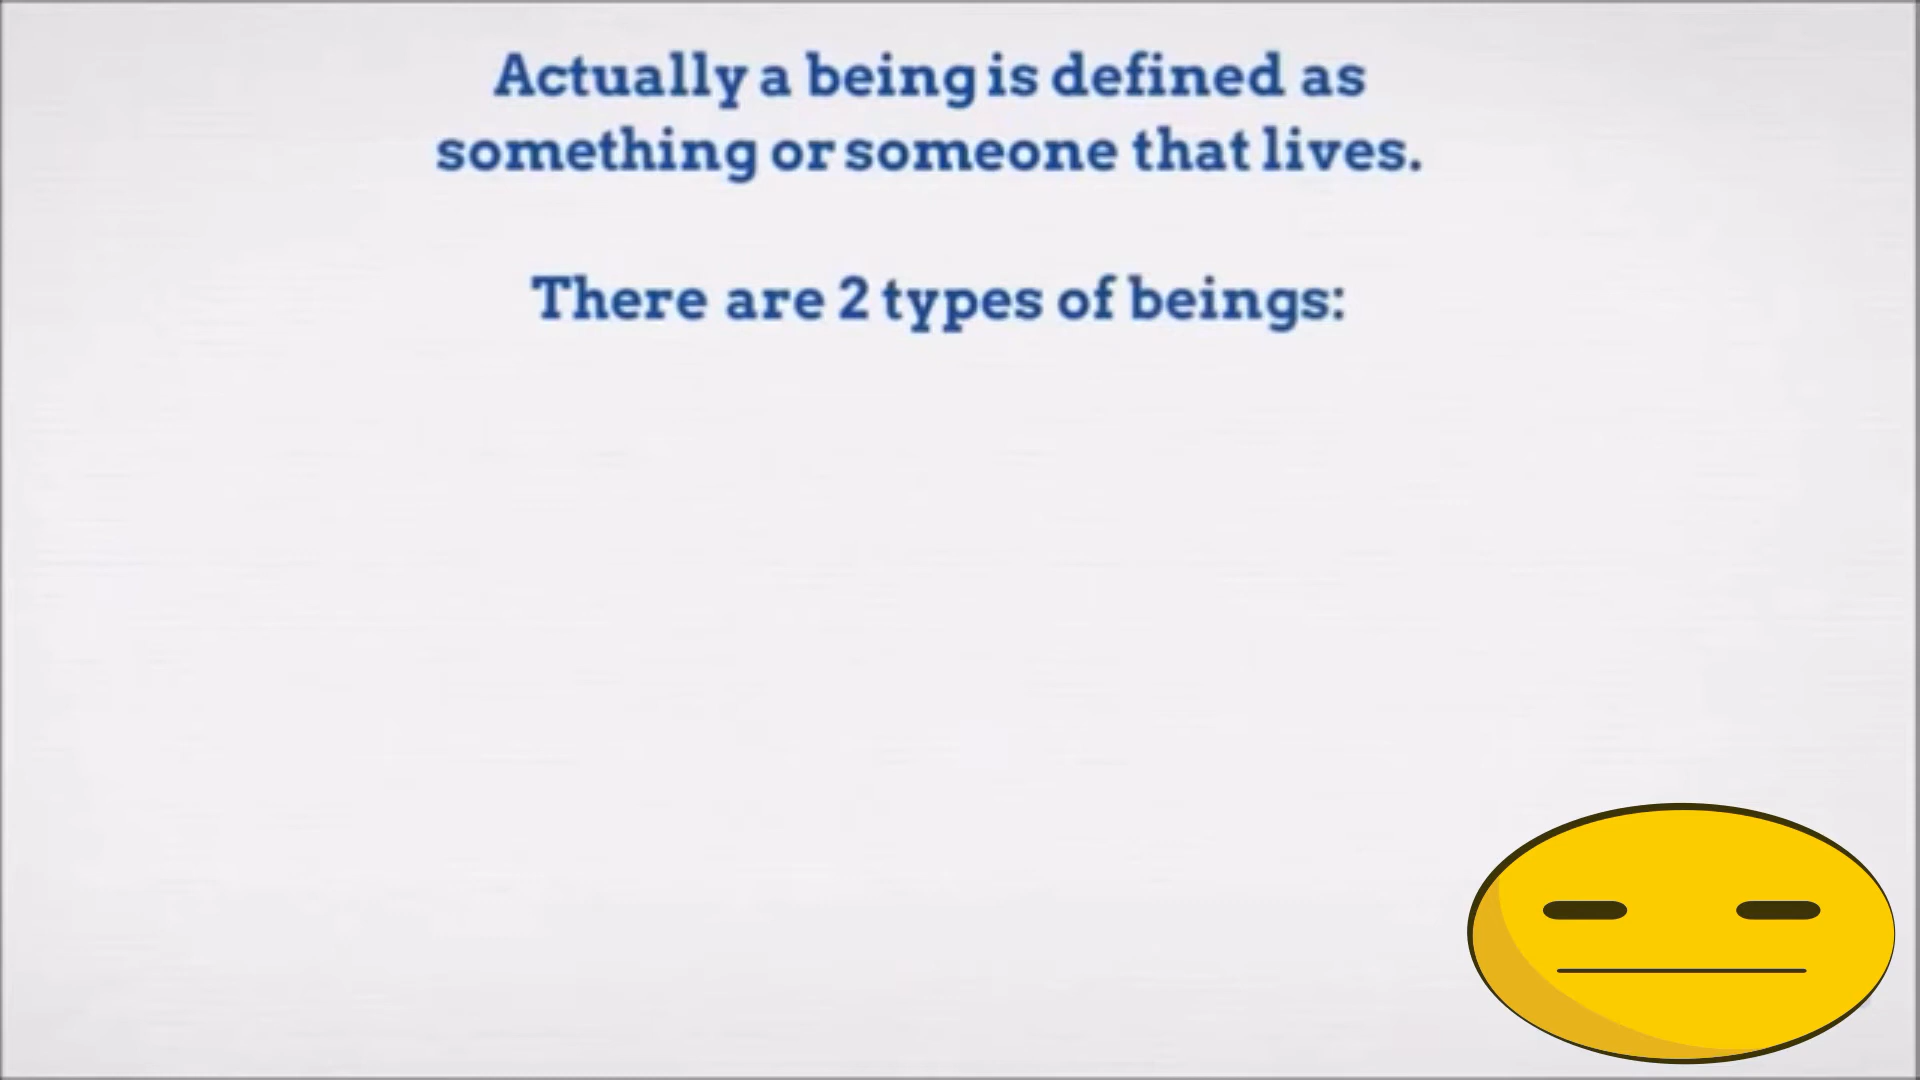 Actually a being is defined as
something or someone that lives.
There are 2 types of beings: